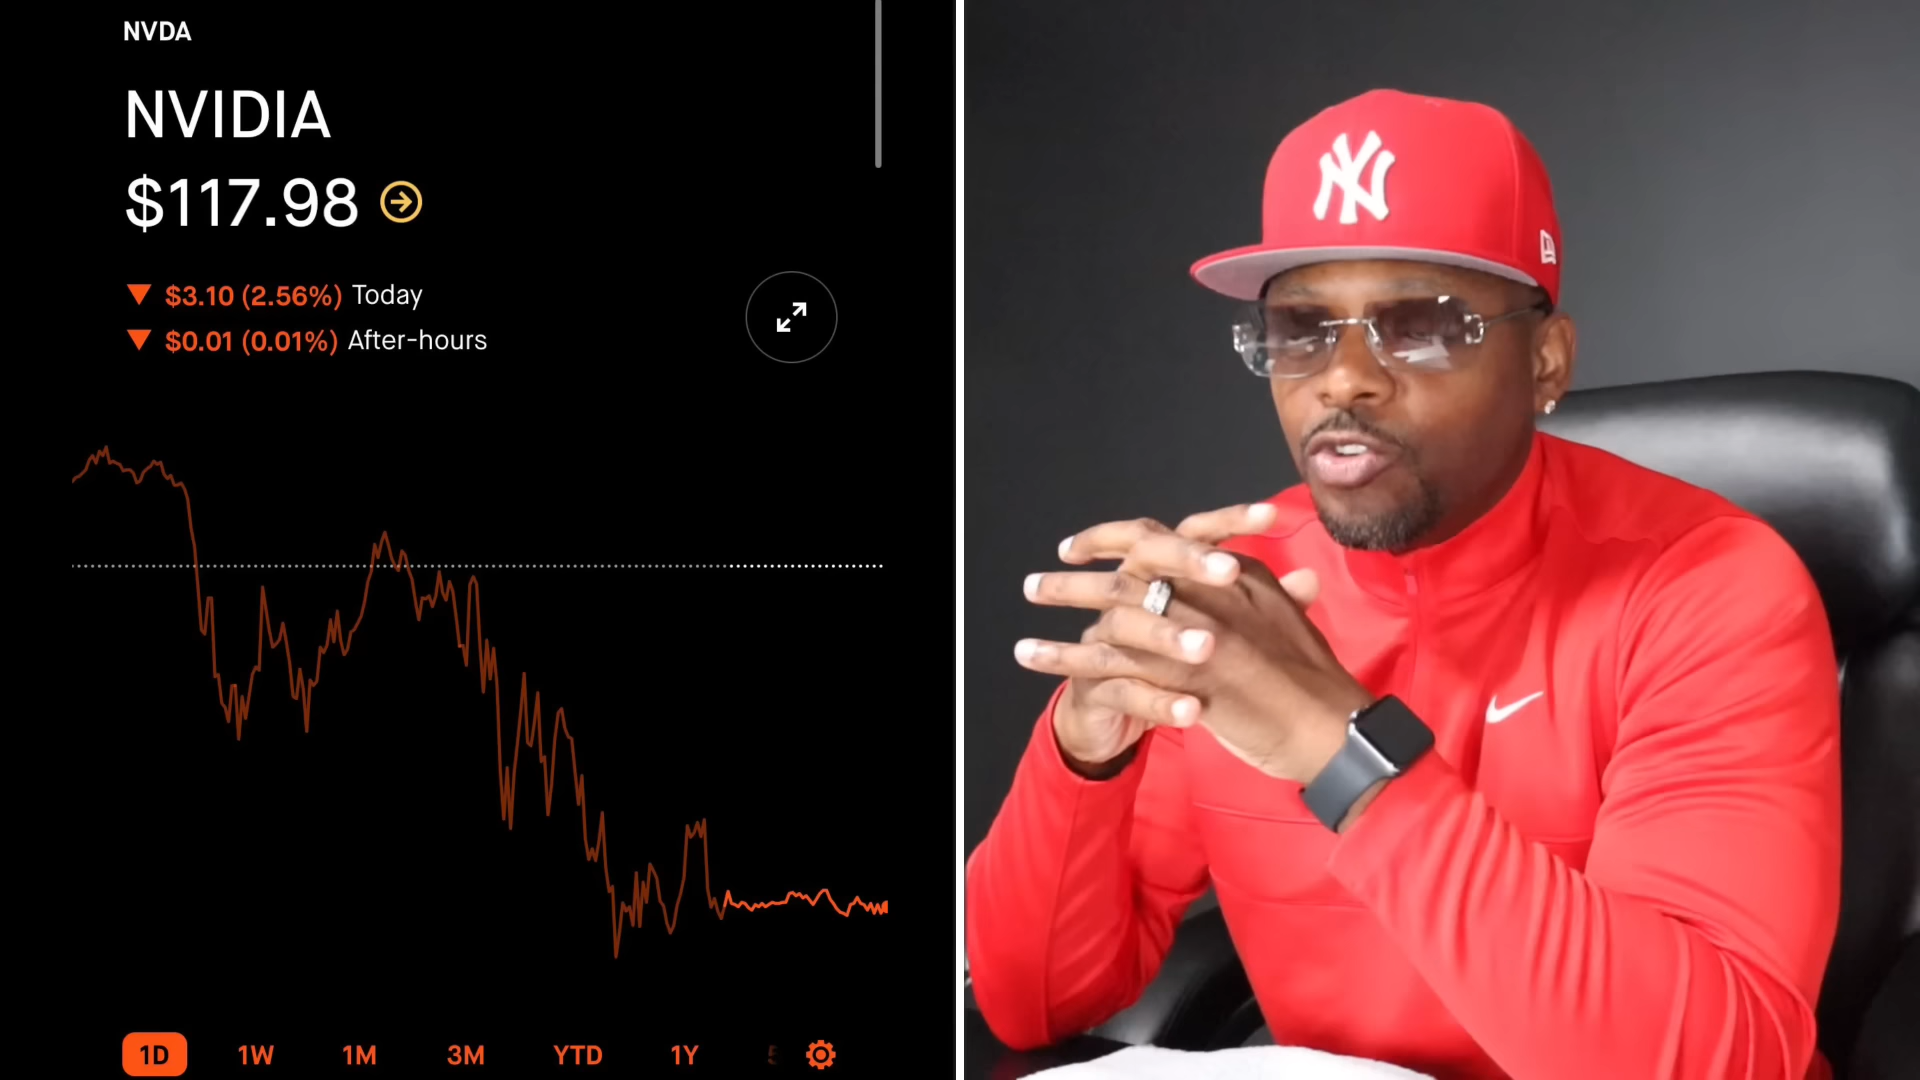 NVDA
NVIDIA
$117.98
$3.10 (2.56%) Today
$0.01 (0.01%) After-hours
1D 1W 1M 3M YTD 1Y
NY